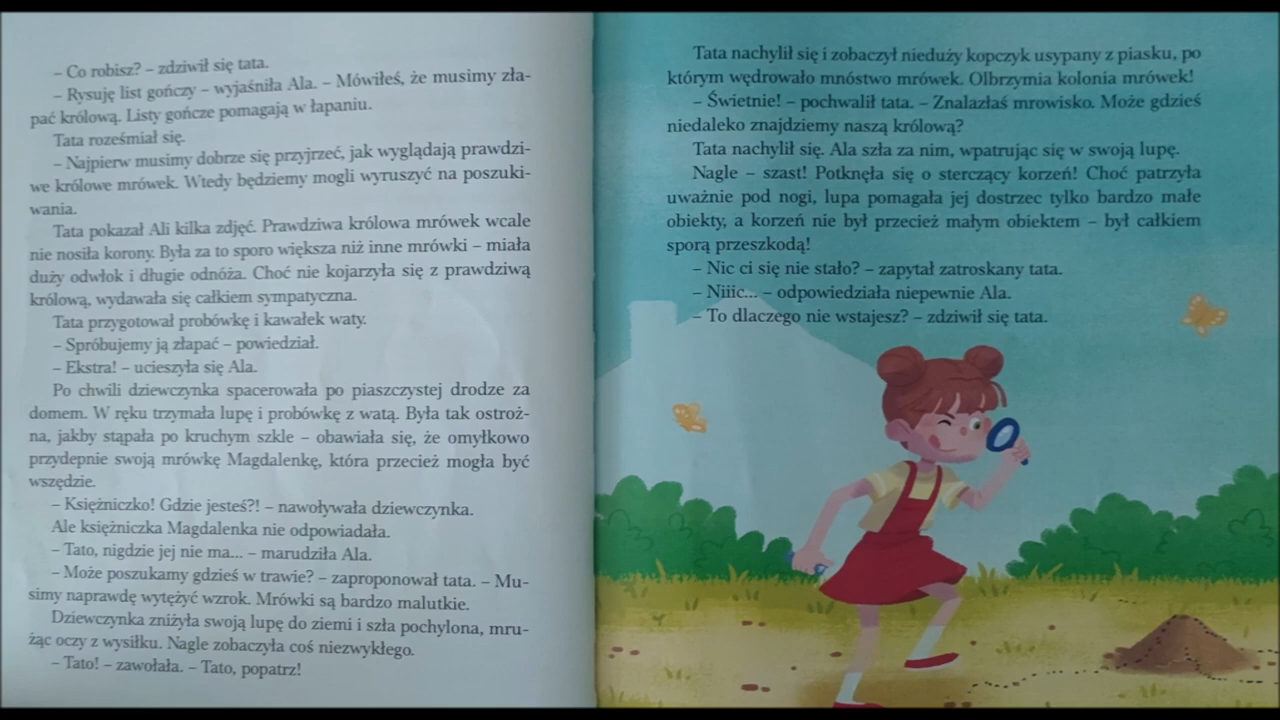 – Co robisz? – zdziwił się tata.
– Rysuję list gończy – wyjaśniła Ala. – Mówiłeś, że musimy zła-
pać królową. Listy gończe pomagają w łapaniu.
Tata roześmiał się.
– Najpierw musimy dobrze się przyjrzeć, jak wyglądają prawdzi-
we królowe mrówek. Wtedy będziemy mogli wyruszyć na poszuki-
wania.
Tata pokazał Ali kilka zdjęć. Prawdziwa królowa mrówek wcale
nie nosiła korony. Była za to sporo większa niż inne mrówki – miała
duży odwłok i długie odnóża. Choć nie kojarzyła się z prawdziwą
królową, wydawała się całkiem sympatyczna.
Tata przygotował probówkę i kawałek waty.
– Spróbujemy ją złapać – powiedział.
– Ekstra! – ucieszyła się Ala.
Po chwili dziewczynka spacerowała po piaszczystej drodze za
domem. W ręku trzymała lupę i probówkę z watą. Była tak ostroż-
na, jakby stąpała po kruchym szkle – obawiała się, że omyłkowo
przydepnie swoją mrówkę Magdalenkę, która przecież mogła być
wszędzie.
– Księżniczko! Gdzie jesteś?! – nawoływała dziewczynka.
Ale księżniczka Magdalenka nie odpowiadała.
– Tato, nigdzie jej nie ma... – marudziła Ala.
– Może poszukamy gdzieś w trawie? – zaproponował tata. – Mu-
simy naprawdę wytężyć wzrok. Mrówki są bardzo malutkie.
Dziewczynka zniżyła swoją lupę do ziemi i szła pochylona, mru-
żąc oczy z wysiłku. Nagle zobaczyła coś niezwykłego.
– Tato! – zawołała. – Tato, popatrz!
Tata nachylił się i zobaczył nieduży kopczyk usypany z piasku, po
którym wędrowało mnóstwo mrówek. Olbrzymia kolonia mrówek!
– Świetnie! – pochwalił tata. – Znalazłaś mrowisko. Może gdzieś
niedaleko znajdziemy naszą królową?
Tata nachylił się. Ala szła za nim, wpatrując się w swoją lupę.
Nagle – szast! Potknęła się o sterczący korzeń! Choć patrzyła
uważnie pod nogi, lupa pomagała jej dostrzec tylko bardzo małe
obiekty, a korzeń nie był przecież małym obiektem – był całkiem
sporą przeszkodą!
– Nic ci się nie stało? – zapytał zatroskany tata.
– Niiic... – odpowiedziała niepewnie Ala.
– To dlaczego nie wstajesz? – zdziwił się tata.